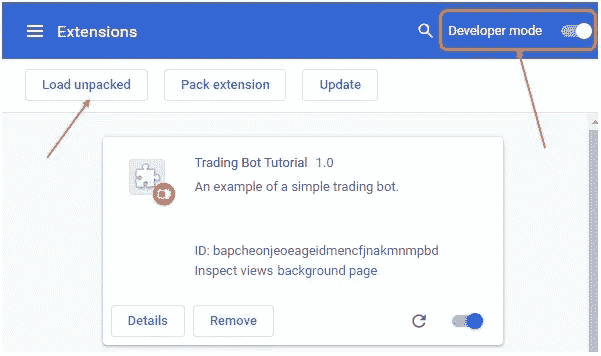 Extensions
Developer mode
Load unpacked
Pack extension
Update
Trading Bot Tutorial 1.0
An example of a simple trading bot.
ID: bapcheonjeoeageidmencfjnakmnmpbd
Inspect views background page
Details
Remove